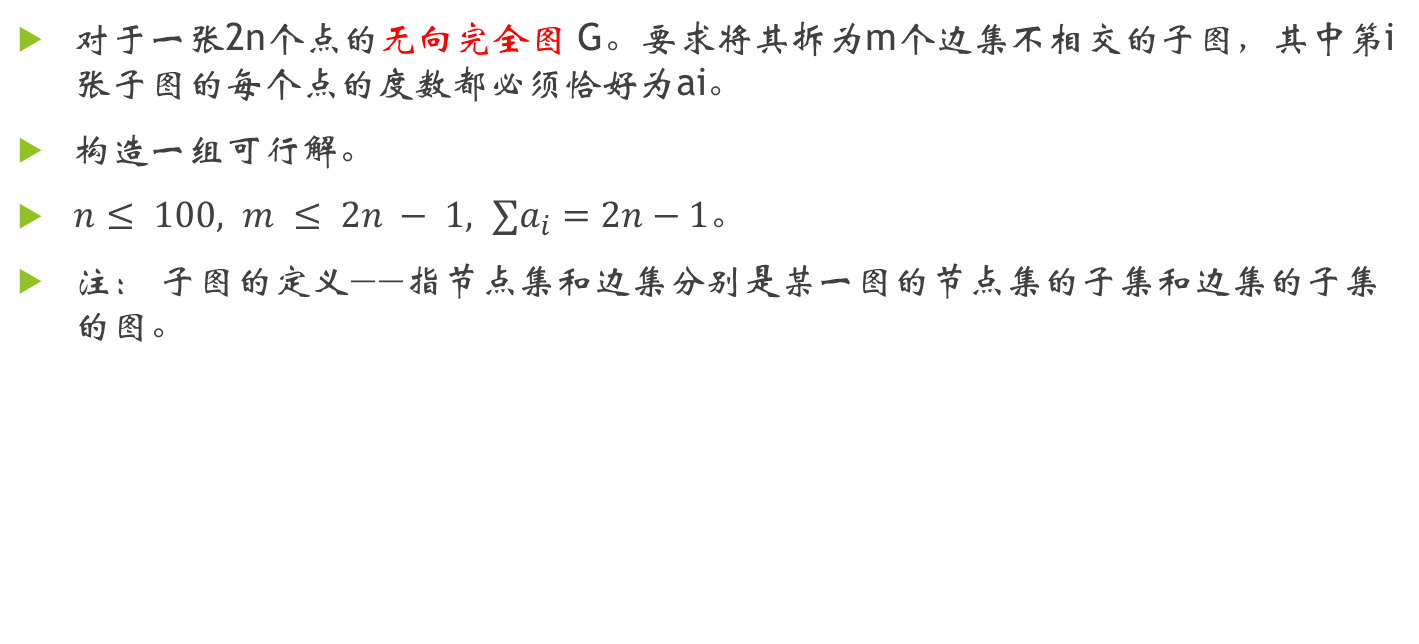 对于一张2n个点的无向完全图 G。要求将其拆为m个边集不相交的子图，其中第i
张子图的每个点的度数都必须恰好为ai。
构造一组可行解。
n ≤ 100, m ≤ 2n − 1, ∑aᵢ = 2n − 1。
注： 子图的定义——指节点集和边集分别是某一图的节点集的子集和边集的子集
的图。